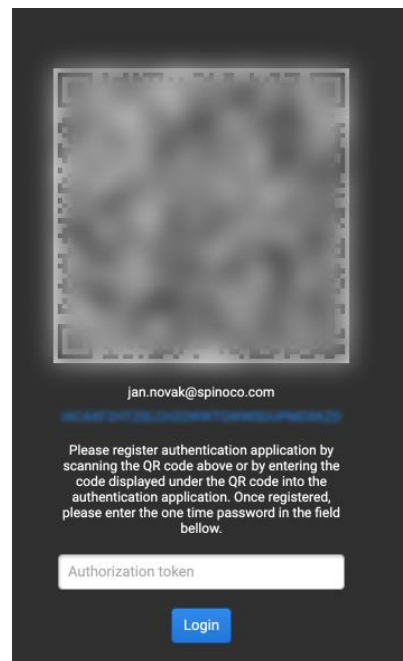 jan.novak@spinoco.com
Please register authentication application by
scanning the QR code above or by entering the
code displayed under the QR code into the
authentication application. Once registered,
please enter the one time password in the field
bellow.
Authorization token
Login